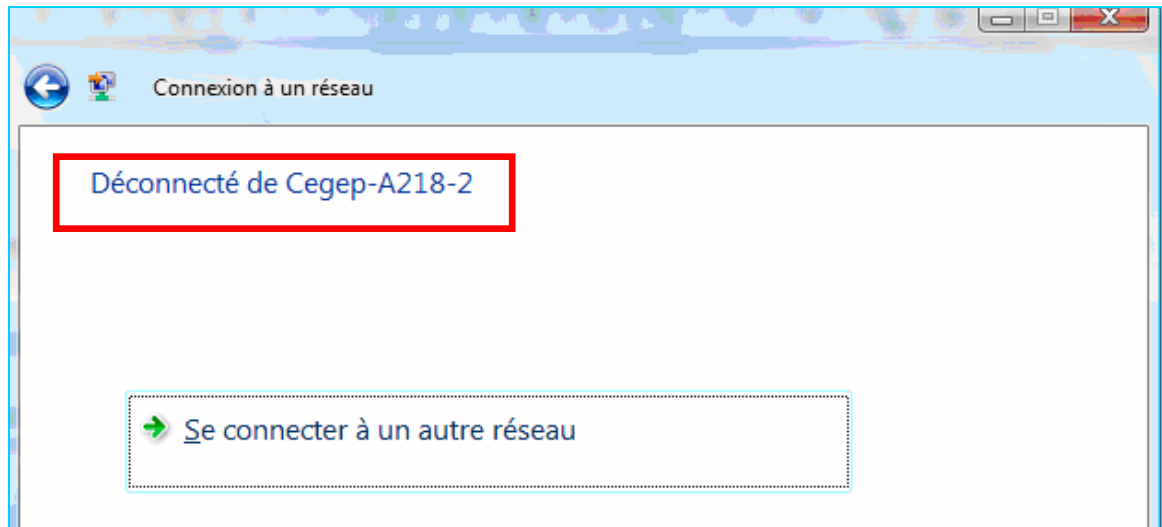 Connexion à un réseau
Déconnecté de Cegep-A218-2
Se connecter à un autre réseau